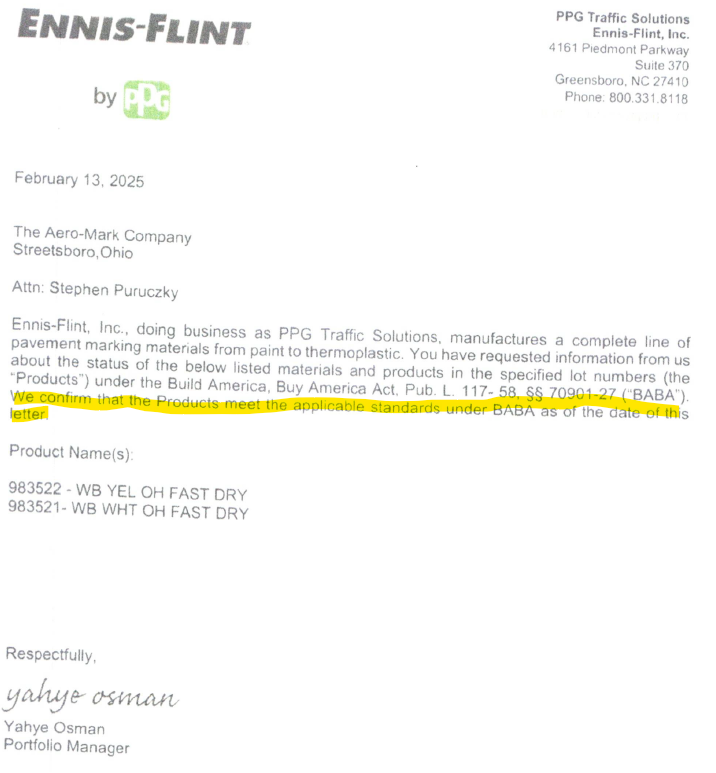 ENNIS-FLINT
by PPG
PPG Traffic Solutions
Ennis-Flint, Inc.
4161 Piedmont Parkway
Suite 370
Greensboro, NC 27410
Phone: 800.331.8118
February 13, 2025
The Aero-Mark Company
Streetsboro,Ohio
Attn: Stephen Puruczky
Ennis-Flint, Inc., doing business as PPG Traffic Solutions, manufactures a complete line of
pavement marking materials from paint to thermoplastic. You have requested information from us
about the status of the below listed materials and products in the specified lot numbers (the
“Products”) under the Build America, Buy America Act, Pub. L. 117- 58, §§ 70901-27 (“BABA”).
We confirm that the Products meet the applicable standards under BABA as of the date of this
letter.
Product Name(s):
983522 - WB YEL OH FAST DRY
983521- WB WHT OH FAST DRY
Respectfully,
yahye osman
Yahye Osman
Portfolio Manager